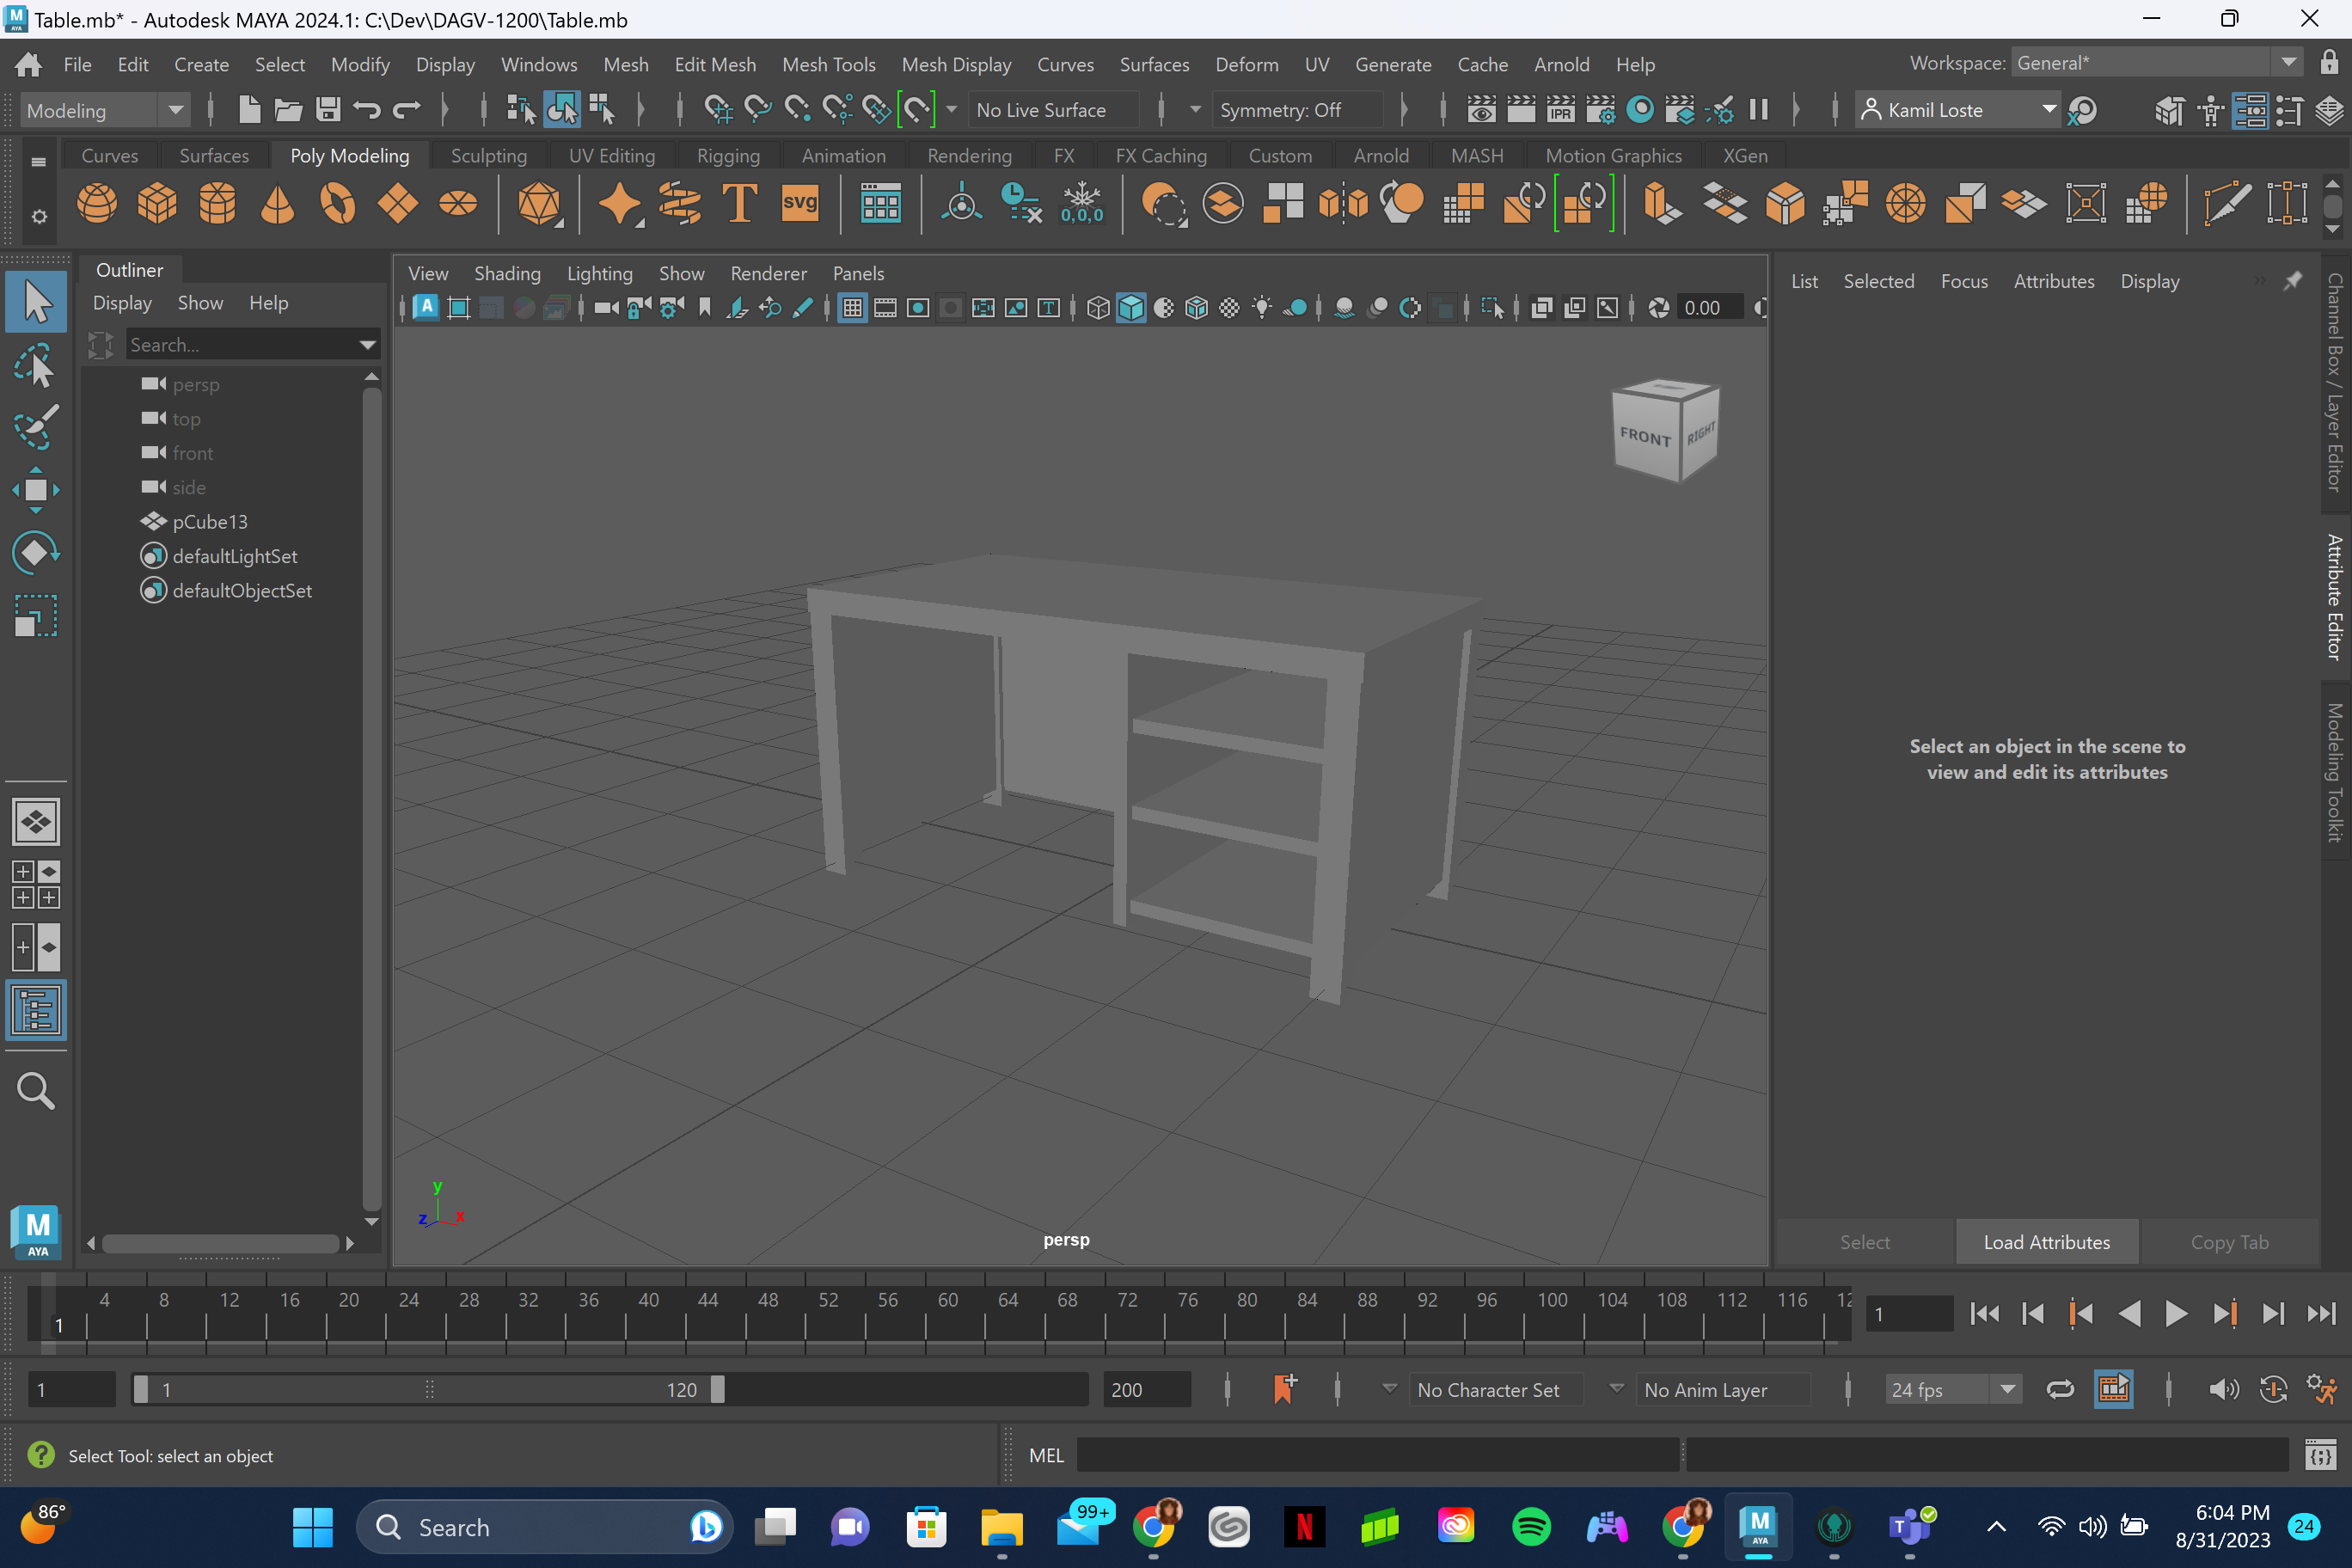 Table.mb* - Autodesk MAYA 2024.1: C:\Dev\DAGV-1200\Table.mb
File Edit Create Select Modify Display Windows Mesh Edit Mesh Mesh Tools Mesh Display Curves Surfaces Deform UV Generate Cache Arnold Help Workspace: General*
Modeling No Live Surface Symmetry: Off IPR Kamil Loste
Curves Surfaces Poly Modeling Sculpting UV Editing Rigging Animation Rendering FX FX Caching Custom Arnold MASH Motion Graphics XGen
T svg 0,0,0
Outliner
Display Show Help
Search...
persp
top
front
side
pCube13
defaultLightSet
defaultObjectSet
View Shading Lighting Show Renderer Panels
0.00
FRONT RIGHT
y
z x
persp
List Selected Focus Attributes Display
Select an object in the scene to
view and edit its attributes
Select Load Attributes Copy Tab
Channel Box / Layer Editor
Attribute Editor
Modeling Toolkit
M
AYA
4 8 12 16 20 24 28 32 36 40 44 48 52 56 60 64 68 72 76 80 84 88 92 96 100 104 108 112 116 12
1 1
1 1 120 200 No Character Set No Anim Layer 24 fps
Select Tool: select an object MEL
86° Search 99+ N M AYA T 6:04 PM
8/31/2023 24